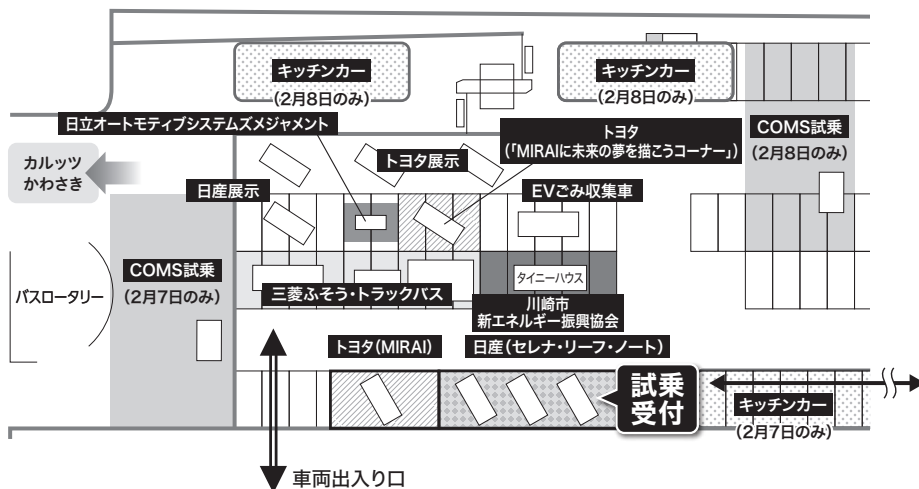 キッチンカー
(2月8日のみ)
キッチンカー
(2月8日のみ)
日立オートモティブシステムズメジャメント
トヨタ展示
トヨタ
(「MIRAIに未来の夢を描こうコーナー」)
COMS試乗
(2月8日のみ)
カルッツ
かわさき
日産展示
EVごみ収集車
COMS試乗
(2月7日のみ)
バスロータリー
三菱ふそう・トラックバス
タイニーハウス
川崎市
新エネルギー振興協会
トヨタ(MIRAI)
日産(セレナ・リーフ・ノート)
試乗
受付
キッチンカー
(2月7日のみ)
車両出入り口